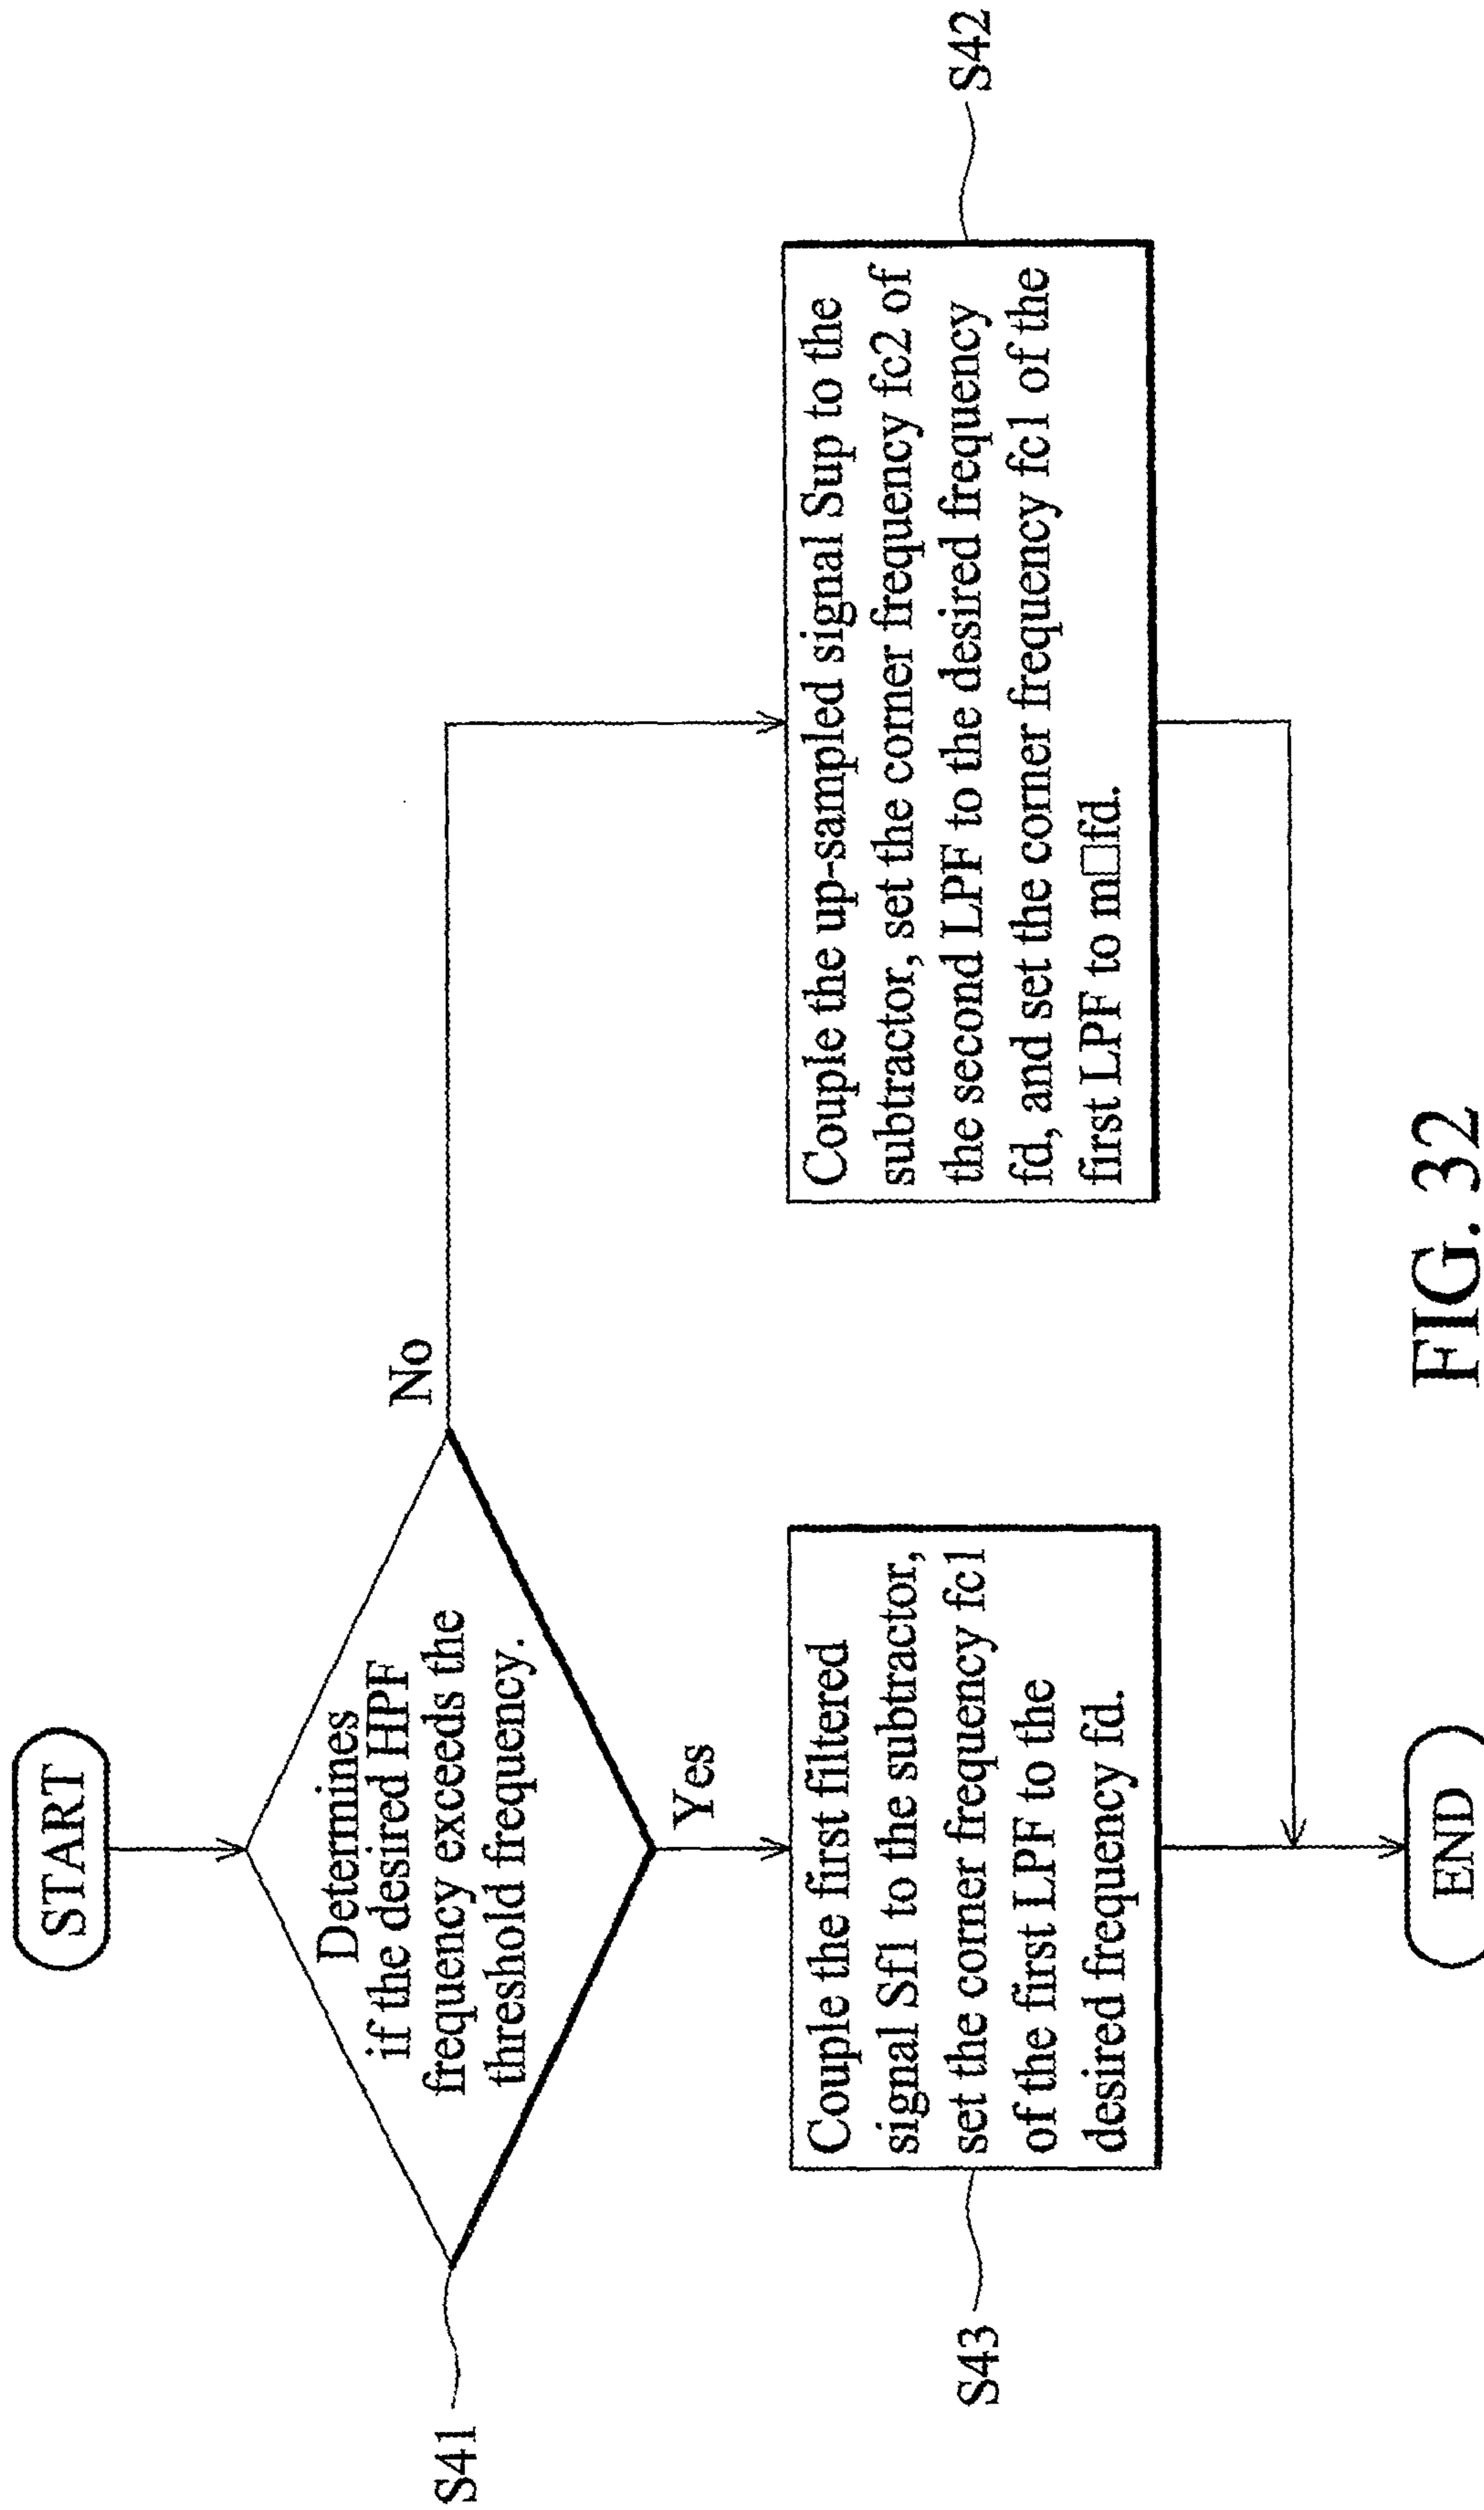 START
Determines
if the desired HPF
frequency exceeds the
threshold frequency.
S41
No
Yes
Couple the first filtered
signal Sf1 to the subtractor,
set the corner frequency fc1
of the first LPF to the
desired frequency fd.
S43
Couple the up-sampled signal Sup to the
subtractor, set the corner frequency fc2 of
the second LPF to the desired frequency
fd, and set the corner frequency fc1 of the
first LPF to m□fd.
S42
END
FIG. 32